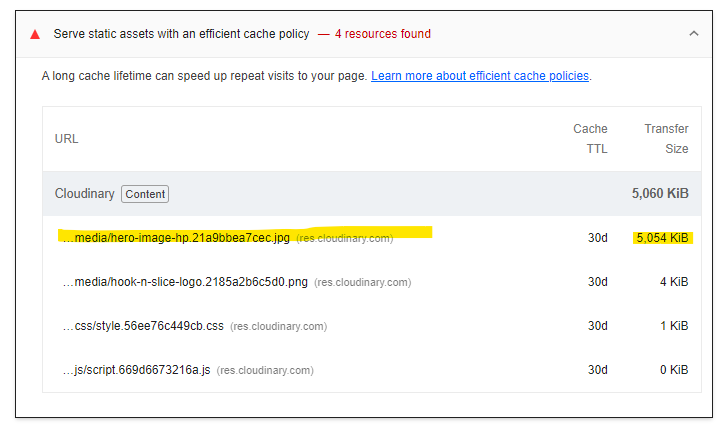 Serve static assets with an efficient cache policy — 4 resources found
A long cache lifetime can speed up repeat visits to your page. Learn more about efficient cache policies.
URL
Cache TTL
Transfer Size
Cloudinary Content 5,060 KiB
…media/hero-image-hp.21a9bbea7cec.jpg (res.cloudinary.com) 30d 5,054 KiB
…media/hook-n-slice-logo.2185a2b6c5d0.png (res.cloudinary.com) 30d 4 KiB
…css/style.56ee76c449cb.css (res.cloudinary.com) 30d 1 KiB
…js/script.669d6673216a.js (res.cloudinary.com) 30d 0 KiB